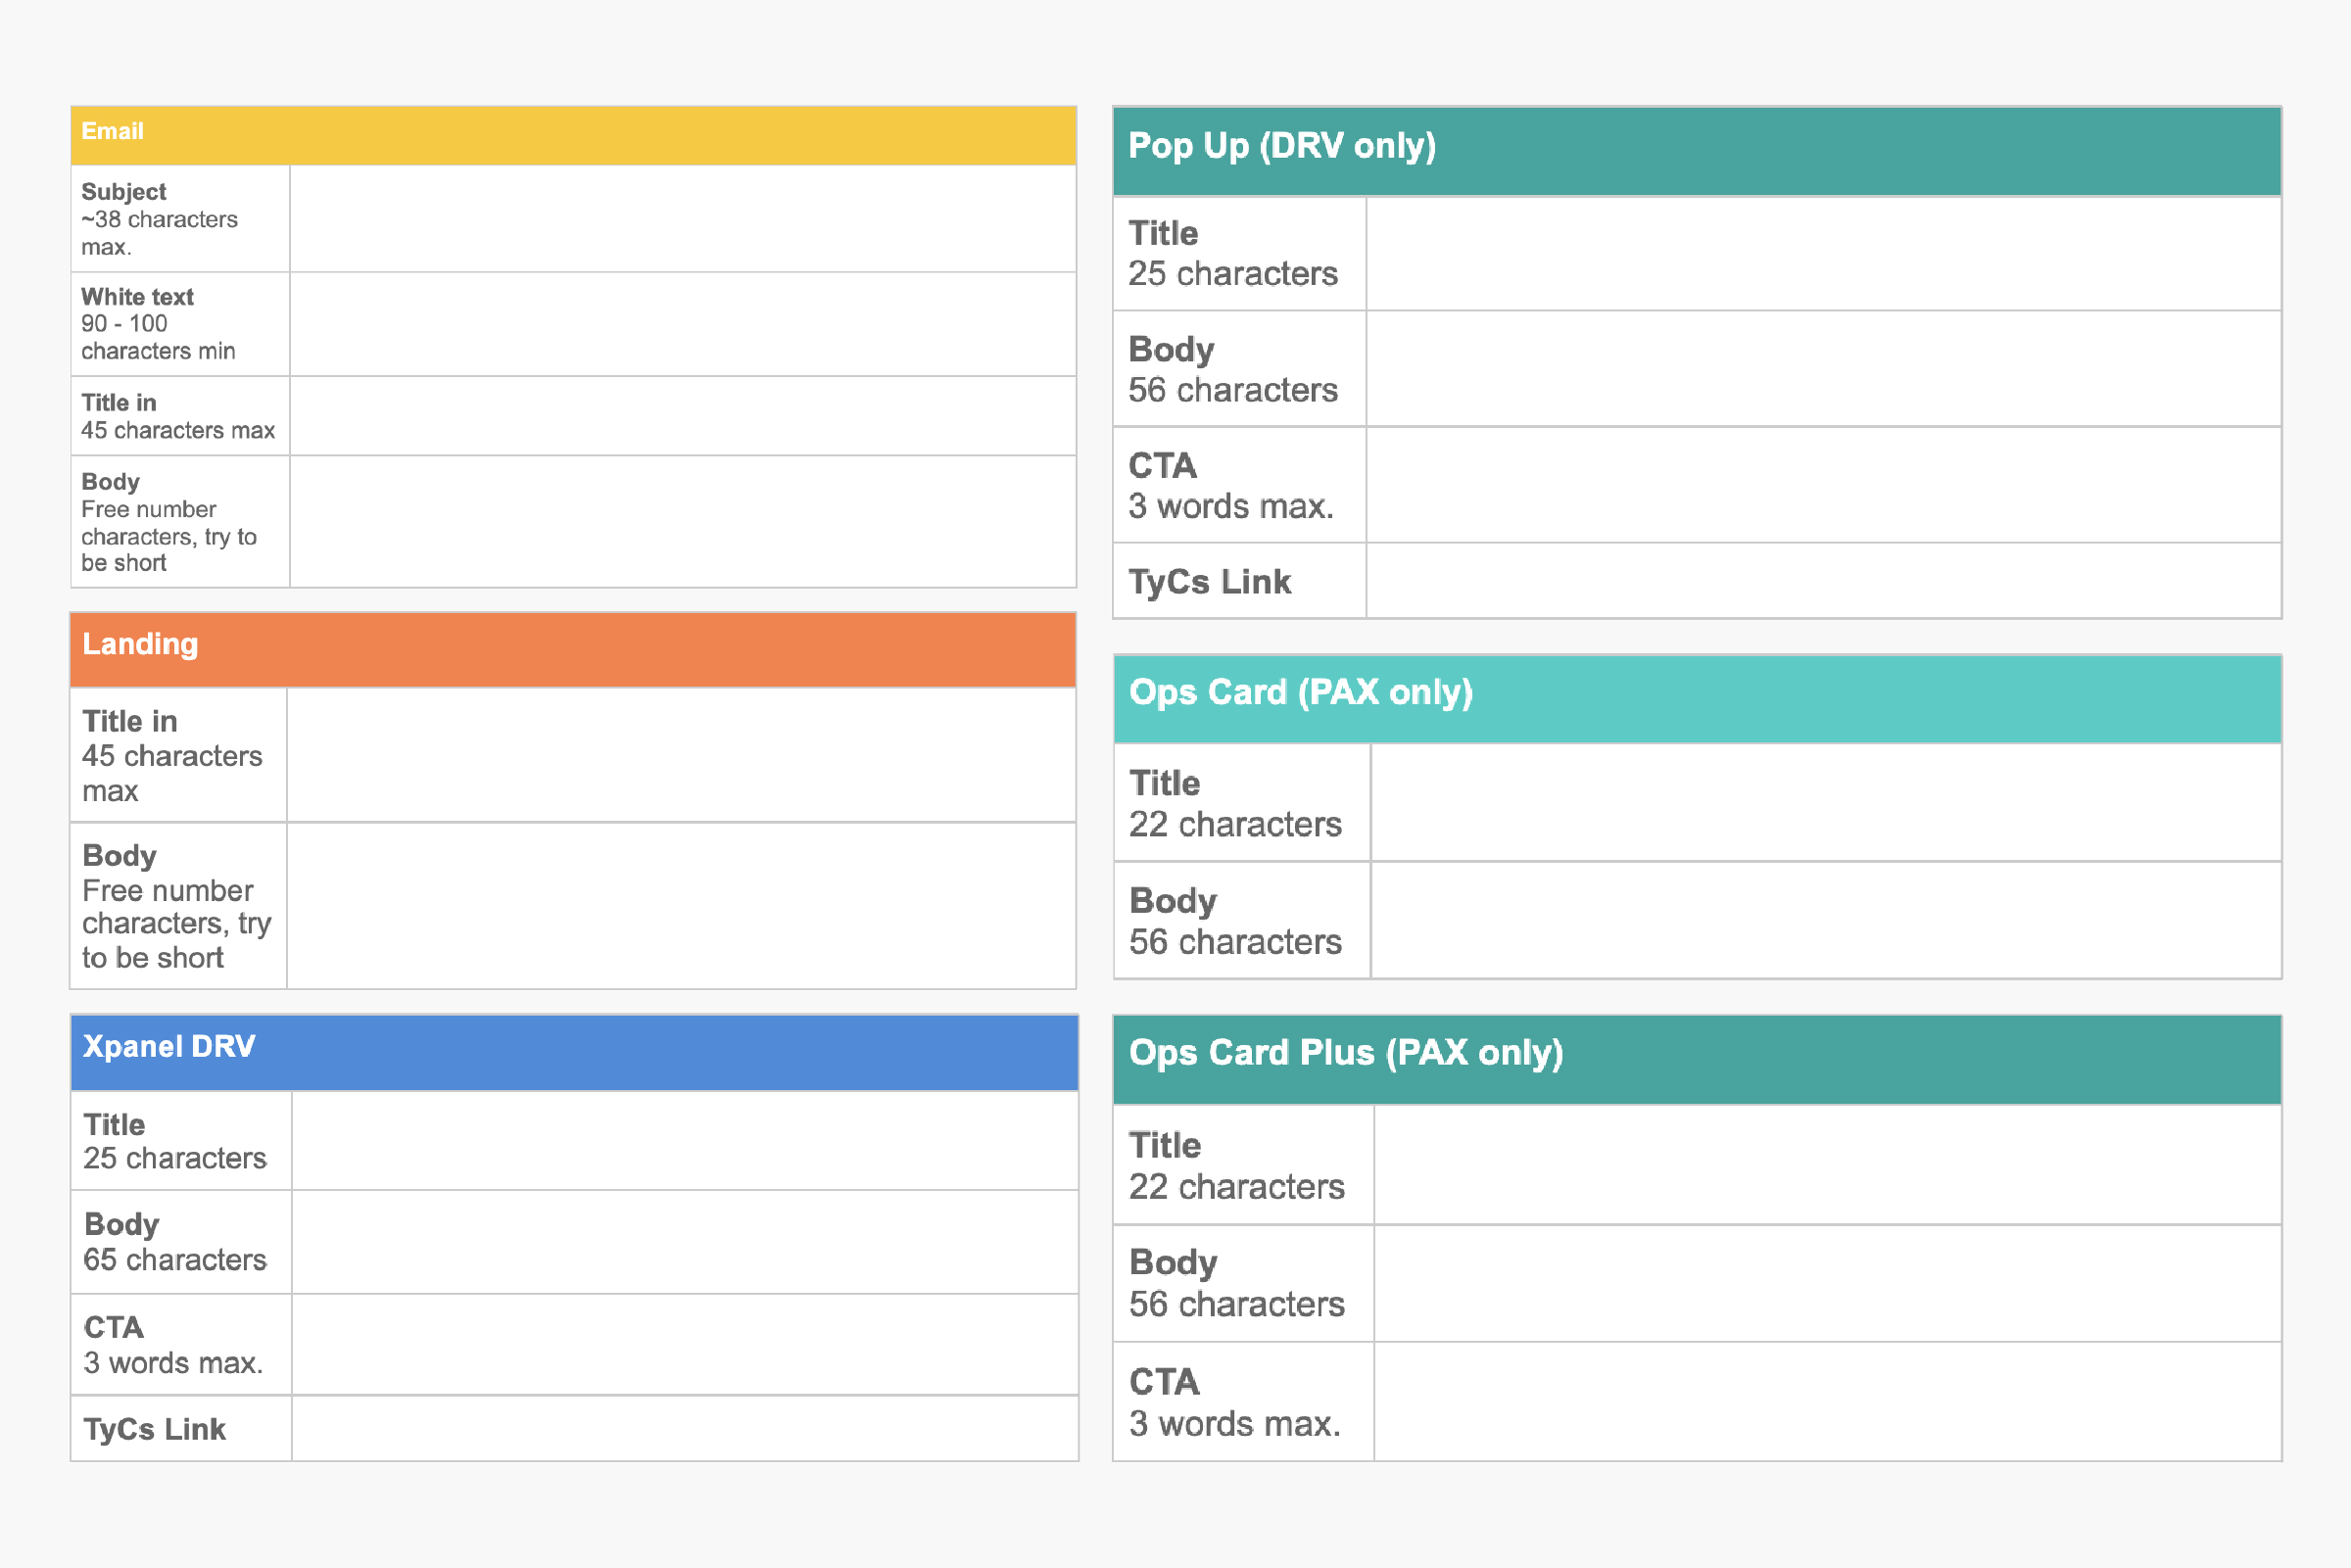 Email
Subject
~38 characters
max.
White text
90 - 100
characters min
Title in
45 characters max
Body
Free number
characters, try to
be short
Landing
Title in
45 characters
max
Body
Free number
characters, try
to be short
Xpanel DRV
Title
25 characters
Body
65 characters
CTA
3 words max.
TyCs Link
Pop Up (DRV only)
Title
25 characters
Body
56 characters
CTA
3 words max.
TyCs Link
Ops Card (PAX only)
Title
22 characters
Body
56 characters
Ops Card Plus (PAX only)
Title
22 characters
Body
56 characters
CTA
3 words max.